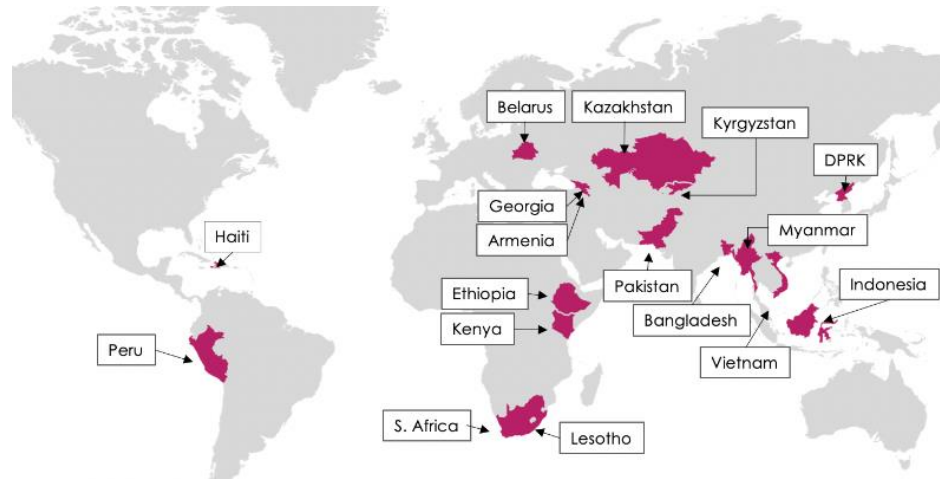 Belarus
Kazakhstan
Kyrgyzstan
DPRK
Georgia
Haiti
Armenia
Myanmar
Ethiopia
Pakistan
Indonesia
Kenya
Bangladesh
Peru
Vietnam
S. Africa
Lesotho